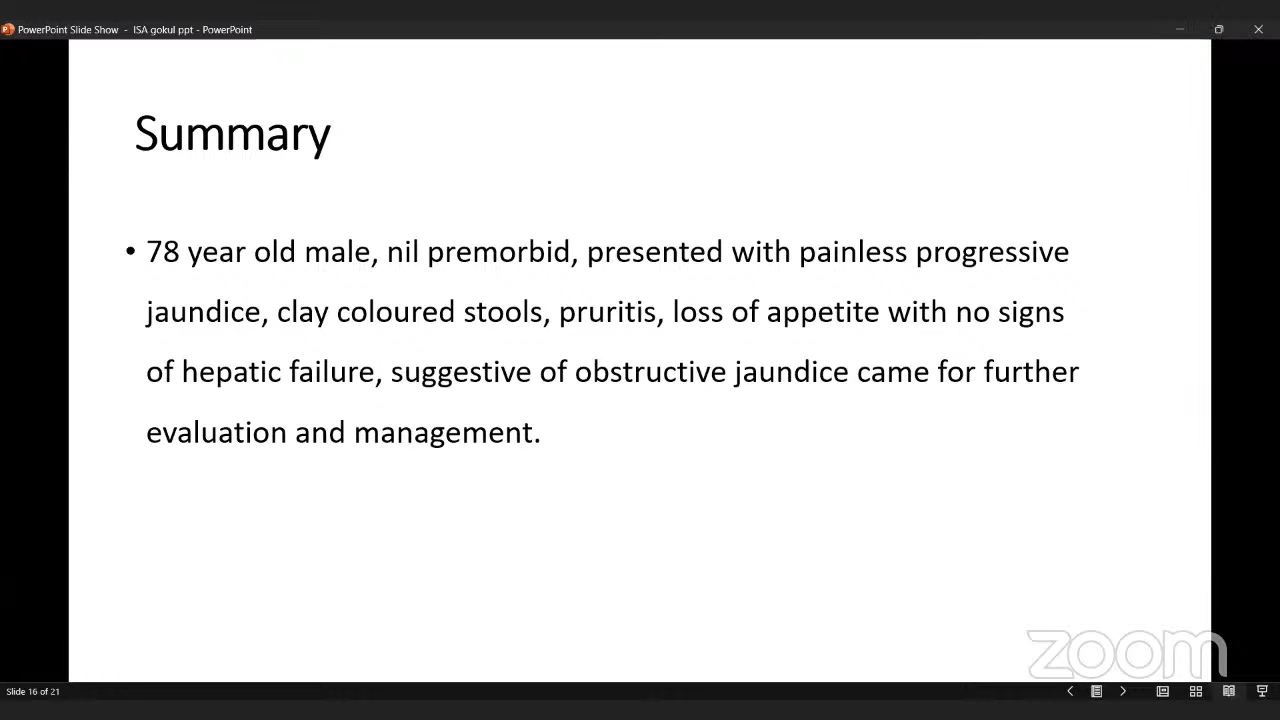 PowerPoint Slide Show - ISA gokul ppt - PowerPoint
Summary
• 78 year old male, nil premorbid, presented with painless progressive
jaundice, clay coloured stools, pruritis, loss of appetite with no signs
of hepatic failure, suggestive of obstructive jaundice came for further
evaluation and management.
zoom
Slide 16 of 21